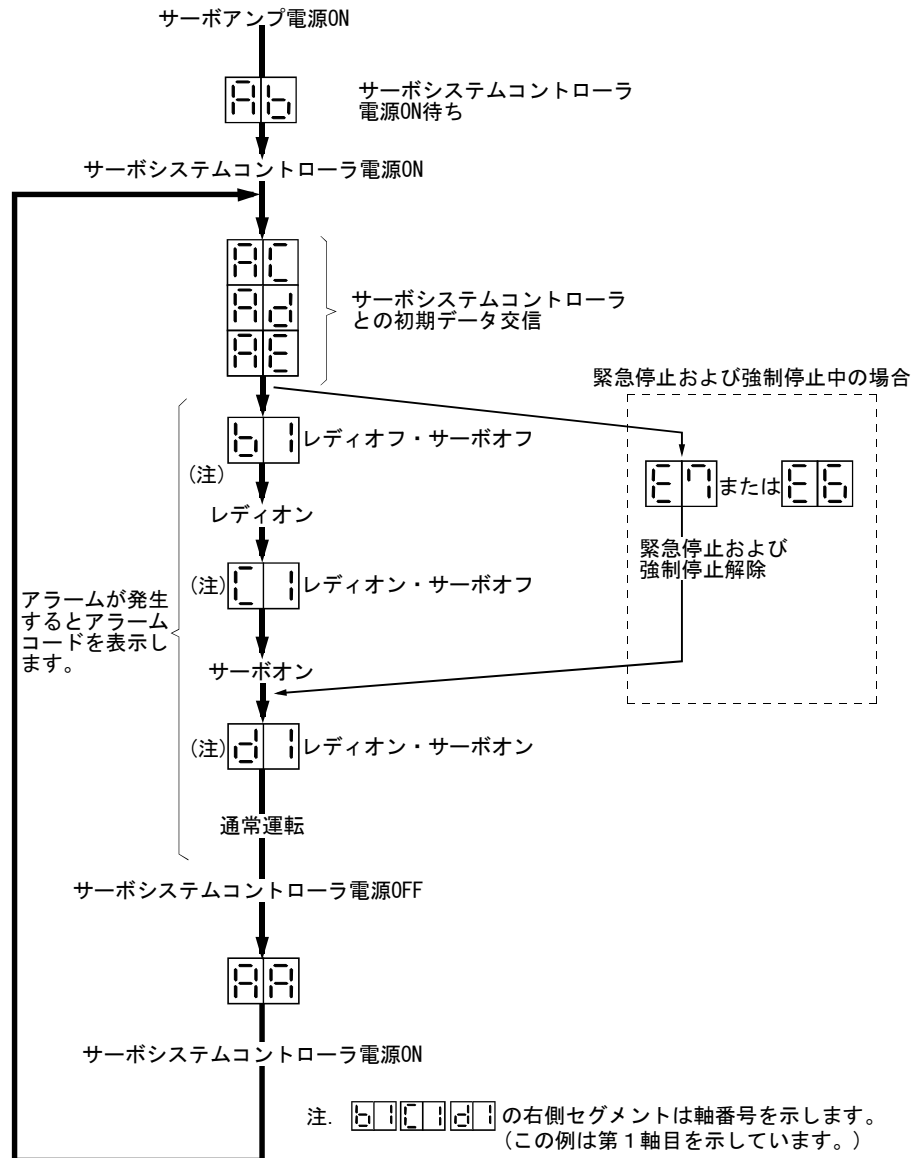 サーボアンプ電源ON
Ab
サーボシステムコントローラ
電源ON待ち
サーボシステムコントローラ電源ON
AC
Ad
AE
サーボシステムコントローラ
との初期データ交信
緊急停止および強制停止中の場合
b1 レディオフ・サーボオフ
(注)
E7 または E6
レディオン
緊急停止および
強制停止解除
(注) C1 レディオン・サーボオフ
アラームが発生
するとアラーム
コードを表示し
ます。
サーボオン
(注) d1 レディオン・サーボオン
通常運転
サーボシステムコントローラ電源OFF
AA
サーボシステムコントローラ電源ON
注. b1 C1 d1 の右側セグメントは軸番号を示します。
(この例は第1軸目を示しています。)